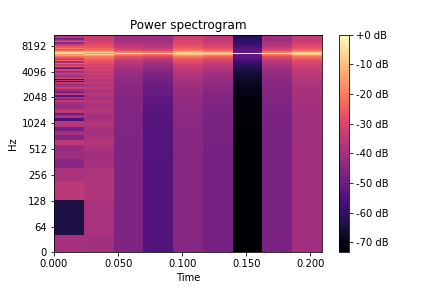 Power spectrogram
8192
4096
2048
1024
512
256
128
64
0
Hz
0.000 0.050 0.100 0.150 0.200
Time
+0 dB
-10 dB
-20 dB
-30 dB
-40 dB
-50 dB
-60 dB
-70 dB